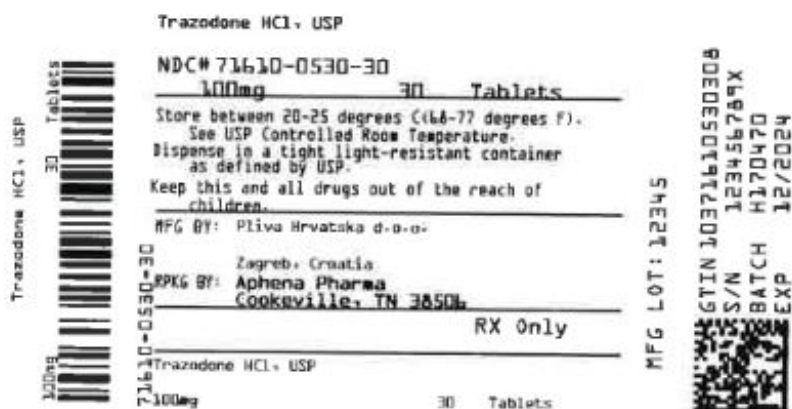 Trazodone HCl, USP
NDC# 71610-0530-30
100mg 30 Tablets
Store between 20-25 degrees C(68-77 degrees F).
See USP Controlled Room Temperature.
Dispense in a tight light-resistant container
as defined by USP.
Keep this and all drugs out of the reach of
children.
MFG BY: Pliva Hrvatska d.o.o.
Zagreb, Croatia
RPKG BY: Aphena Pharma
Cookeville, TN 38506
RX Only
Trazodone HCl, USP
100mg 30 Tablets
Trazodone HCl, USP
100mg 30 Tablets
71610-0530-30
MFG LOT: 12345
GTIN 10371610530308
S/N 123456789X
BATCH H170470
EXP 12/2024